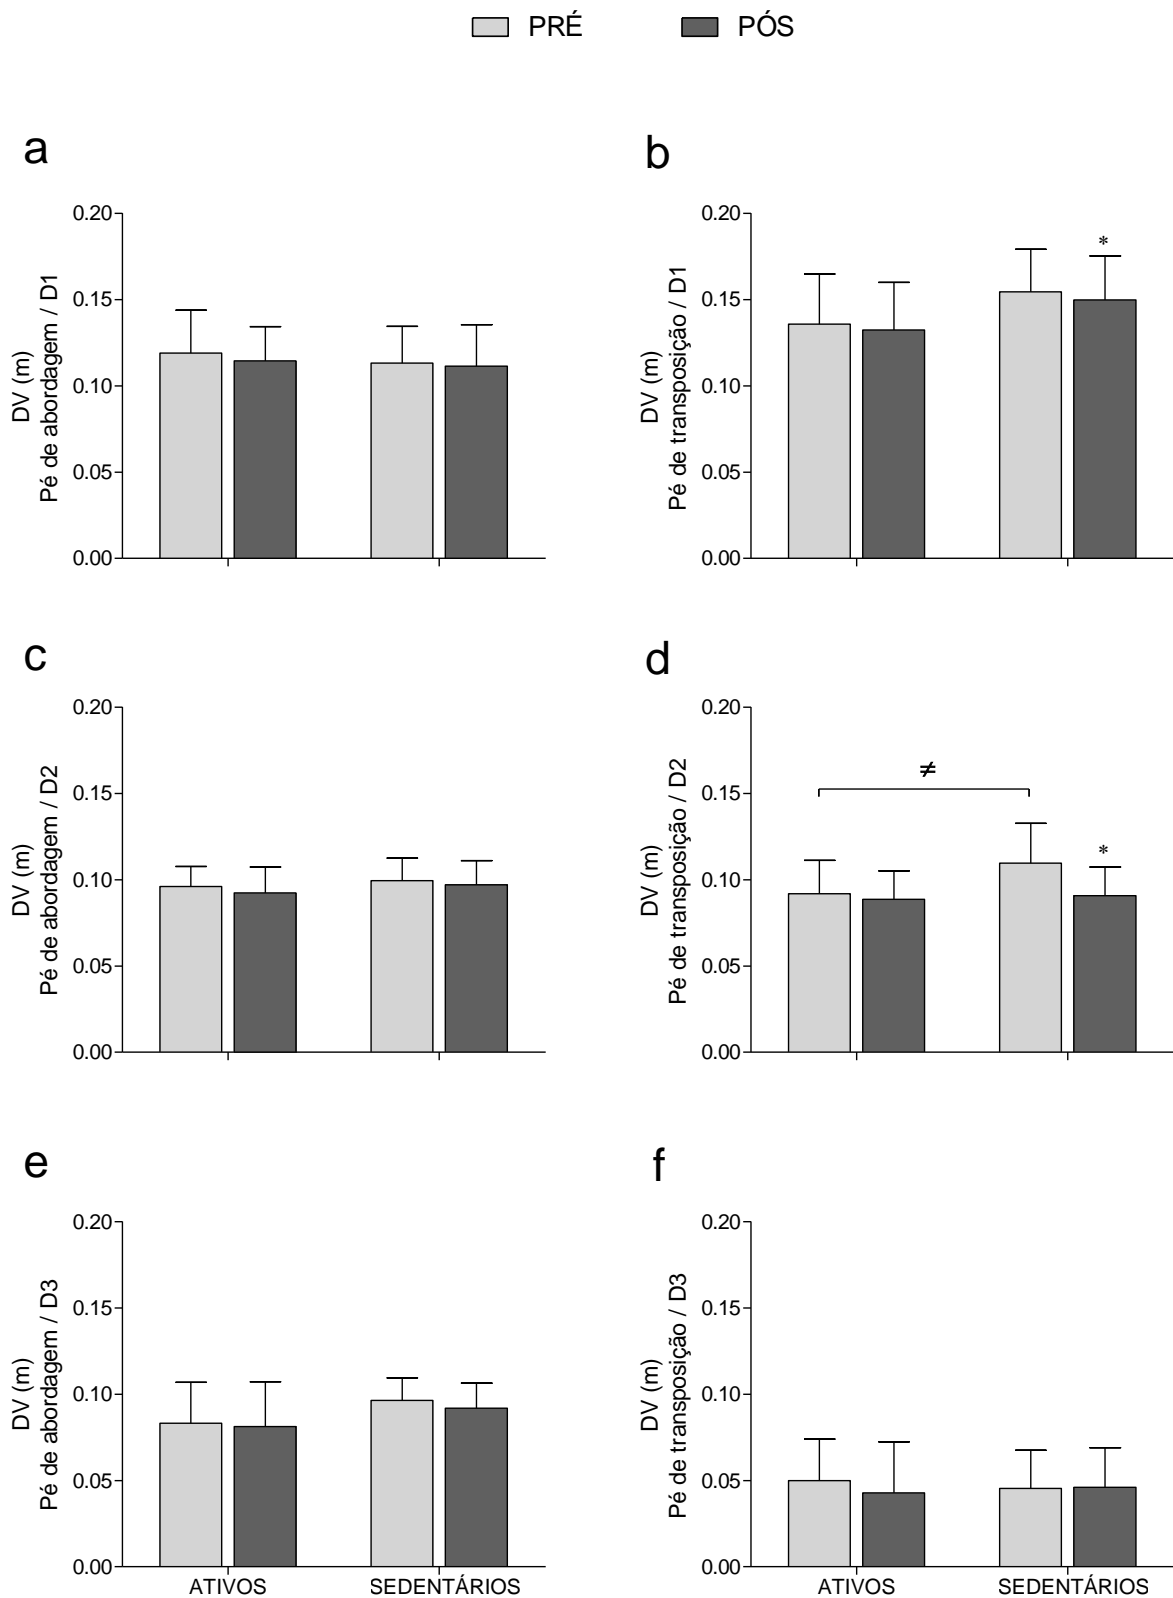 PRÉ PÓS
a
0.20
0.15
0.10
0.05
0.00
DV (m)
Pé de abordagem / D1
b
0.20
0.15
0.10
0.05
0.00
DV (m)
Pé de transposição / D1
*
c
0.20
0.15
0.10
0.05
0.00
DV (m)
Pé de abordagem / D2
d
0.20
0.15
0.10
0.05
0.00
DV (m)
Pé de transposição / D2
≠
*
e
0.20
0.15
0.10
0.05
0.00
DV (m)
Pé de abordagem / D3
ATIVOS SEDENTÁRIOS
f
0.20
0.15
0.10
0.05
0.00
DV (m)
Pé de transposição / D3
ATIVOS SEDENTÁRIOS